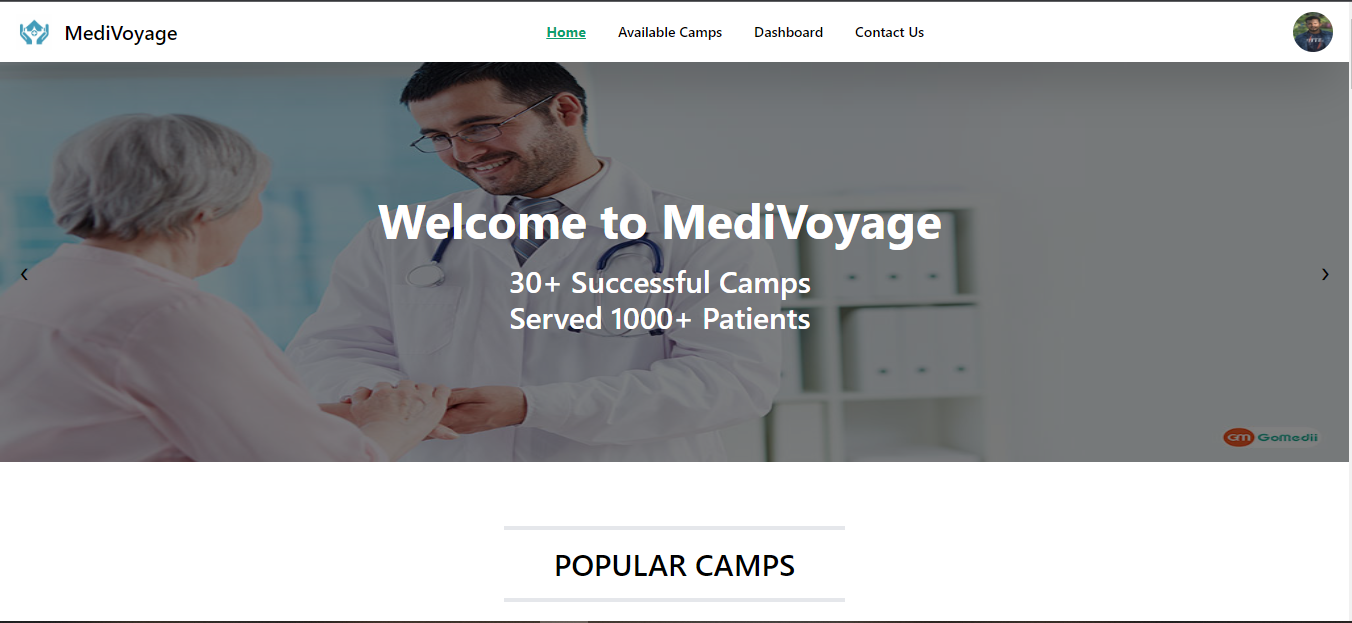 MediVoyage
Home
Available Camps
Dashboard
Contact Us
Welcome to MediVoyage
30+ Successful Camps
Served 1000+ Patients
GM GoMedii
POPULAR CAMPS